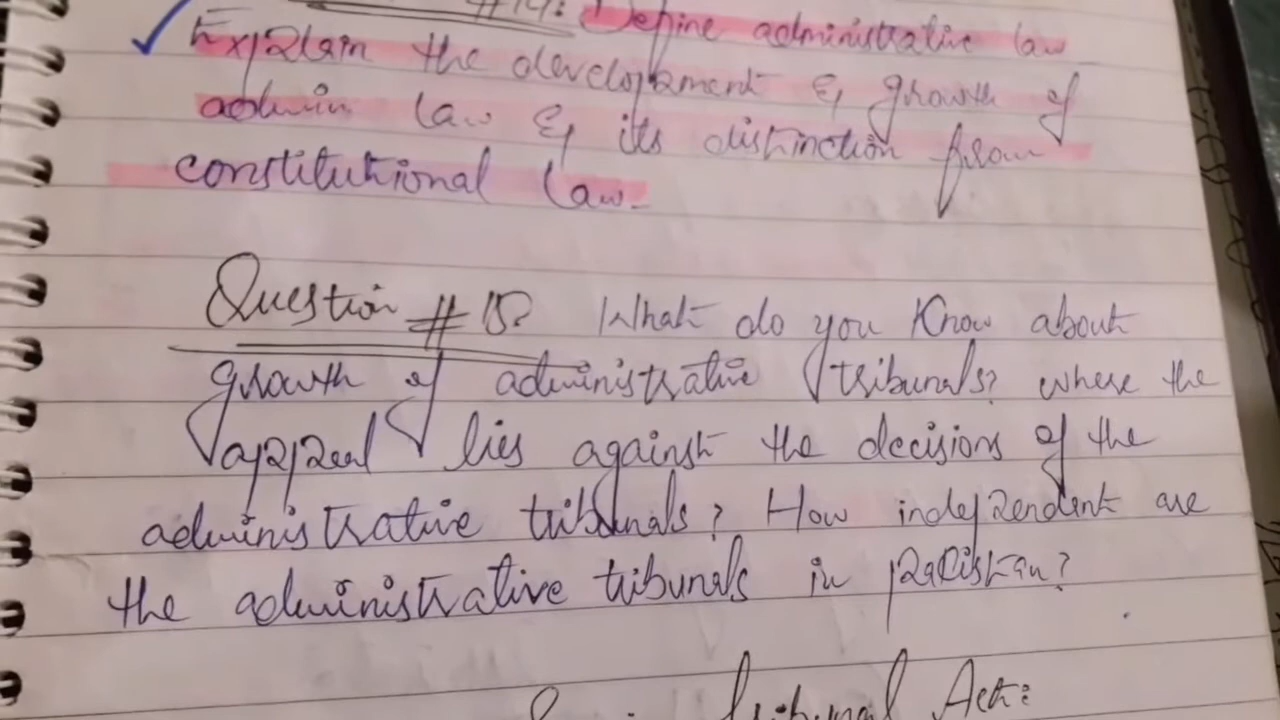 #14: Define administrative law
Explain the development & growth of
admin law & its distinction from
constitutional law.
Question #15: What do you know about
growth of administrative tribunals? where the
appeal lies against the decisions of the
administrative tribunals? How independent are
the administrative tribunals in pakistan?
Tribunal Act: